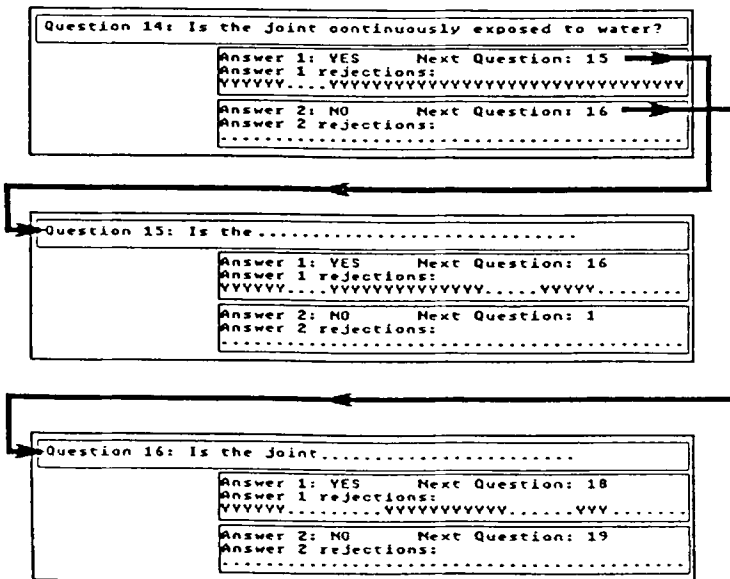 Question 14: Is the joint continuously exposed to water?
Answer 1: YES Next Question: 15
Answer 1 rejections:
YYYYYY....YYYYYYYYYYYYYYYYYYYYYYYYYYYYYYYYY
Answer 2: NO Next Question: 16
Answer 2 rejections:
...........................................
Question 15: Is the..............................
Answer 1: YES Next Question: 16
Answer 1 rejections:
YYYYYY....YYYYYYYYYYYYYY.....YYYYY........
Answer 2: NO Next Question: 1
Answer 2 rejections:
...........................................
Question 16: Is the joint........................
Answer 1: YES Next Question: 18
Answer 1 rejections:
YYYYYY.........YYYYYYYYYYY......YYY.......
Answer 2: NO Next Question: 19
Answer 2 rejections:
...........................................